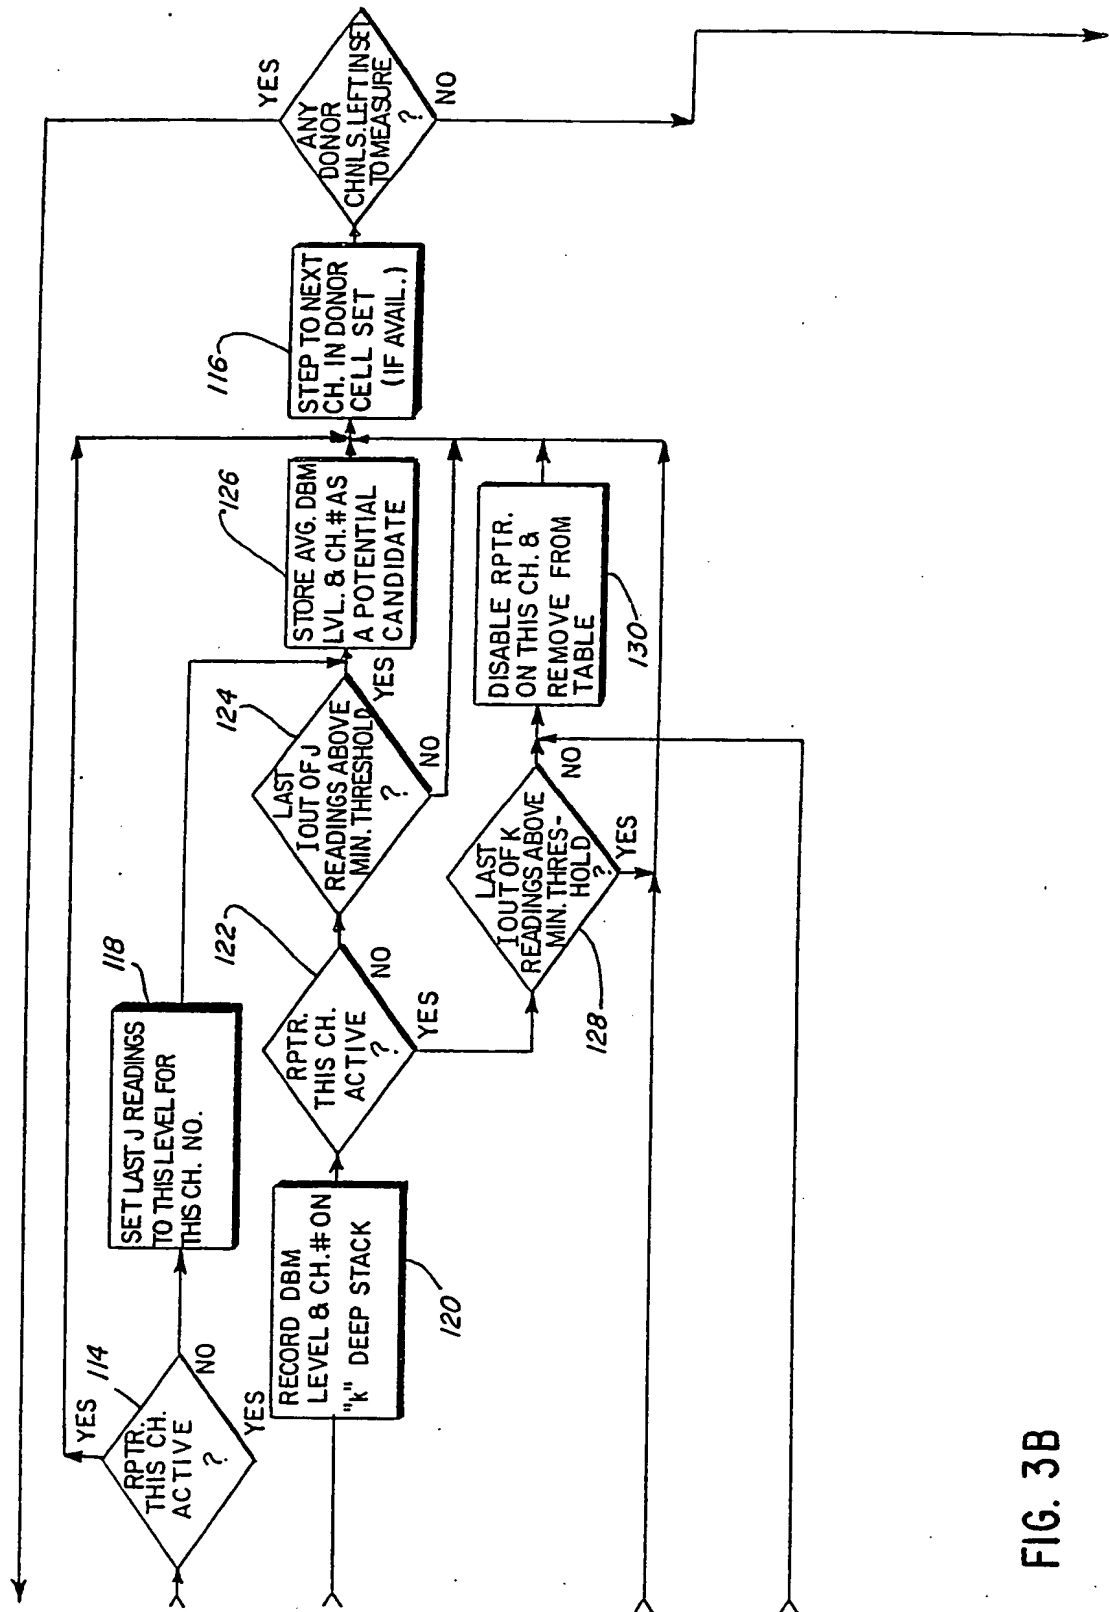 RPTR.
THIS CH.
ACTIVE
?
114
YES
NO
YES
SET LAST J READINGS
TO THIS LEVEL FOR
THIS CH. NO.
118
RECORD DBM
LEVEL & CH.# ON
"k" DEEP STACK
120
RPTR.
THIS CH.
ACTIVE
?
122
NO
YES
LAST
I OUT OF J
READINGS ABOVE
MIN. THRESHOLD
?
124
YES
NO
STORE AVG. DBM
LVL. & CH.# AS
A POTENTIAL
CANDIDATE
126
LAST
I OUT OF K
READINGS ABOVE
MIN. THRES-
HOLD
?
128
NO
YES
DISABLE RPTR.
ON THIS CH. &
REMOVE FROM
TABLE
130
STEP TO NEXT
CH. IN DONOR
CELL SET
(IF AVAIL.)
116
ANY
DONOR
CHNLS. LEFT IN SET
TO MEASURE
?
YES
NO
FIG. 3B